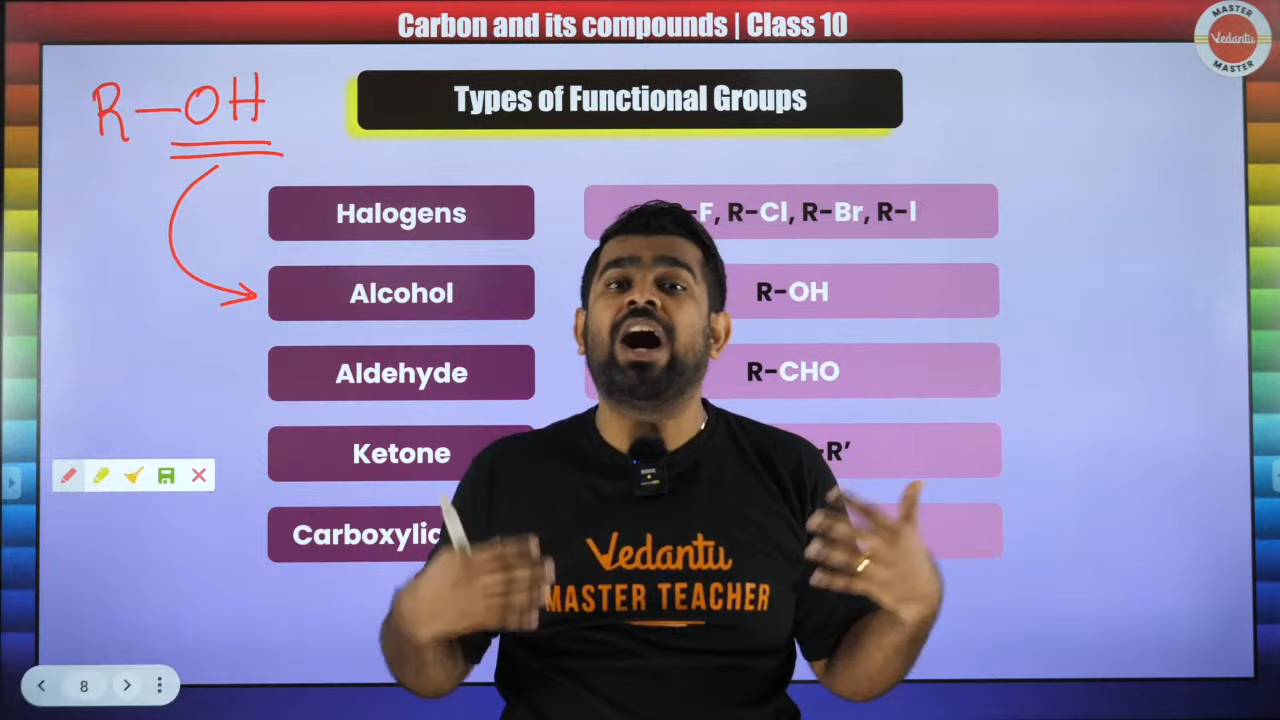 Carbon and its compounds | Class 10
MASTER
Vedantu
MASTER
R-OH
Types of Functional Groups
Halogens
R-F, R-Cl, R-Br, R-I
Alcohol
R-OH
Aldehyde
R-CHO
Ketone
-R’
Carboxylic
8
Vedantu
MASTER TEACHER